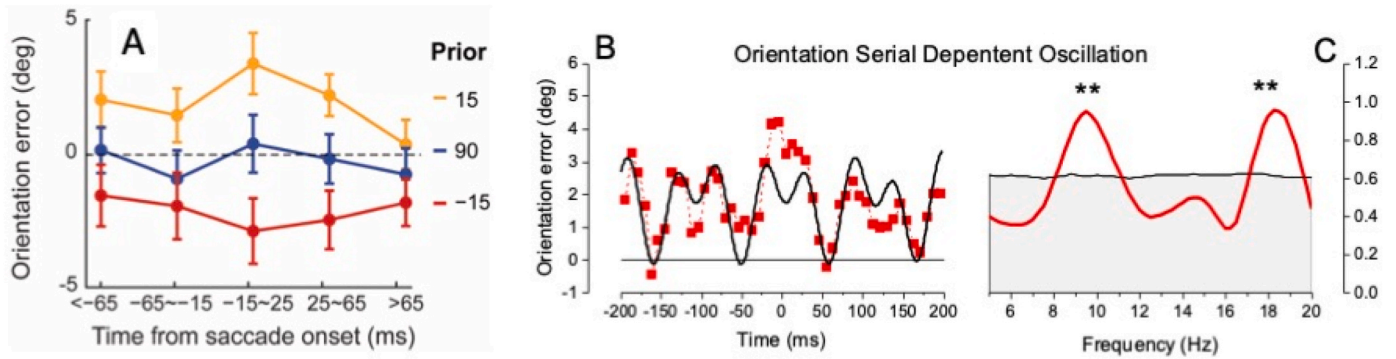 A
Orientation error (deg)
5
0
-5
<-65 -65~-15 -15~25 25~65 >65
Time from saccade onset (ms)
Prior
15
90
-15
B
Orientation Serial Dependent Oscillation
C
Orientation error (deg)
6
5
4
3
2
1
0
-1
-200 -150 -100 -50 0 50 100 150 200
Time (ms)
** **
6 8 10 12 14 16 18 20
Frequency (Hz)
1.2
1.0
0.8
0.6
0.4
0.2
0.0